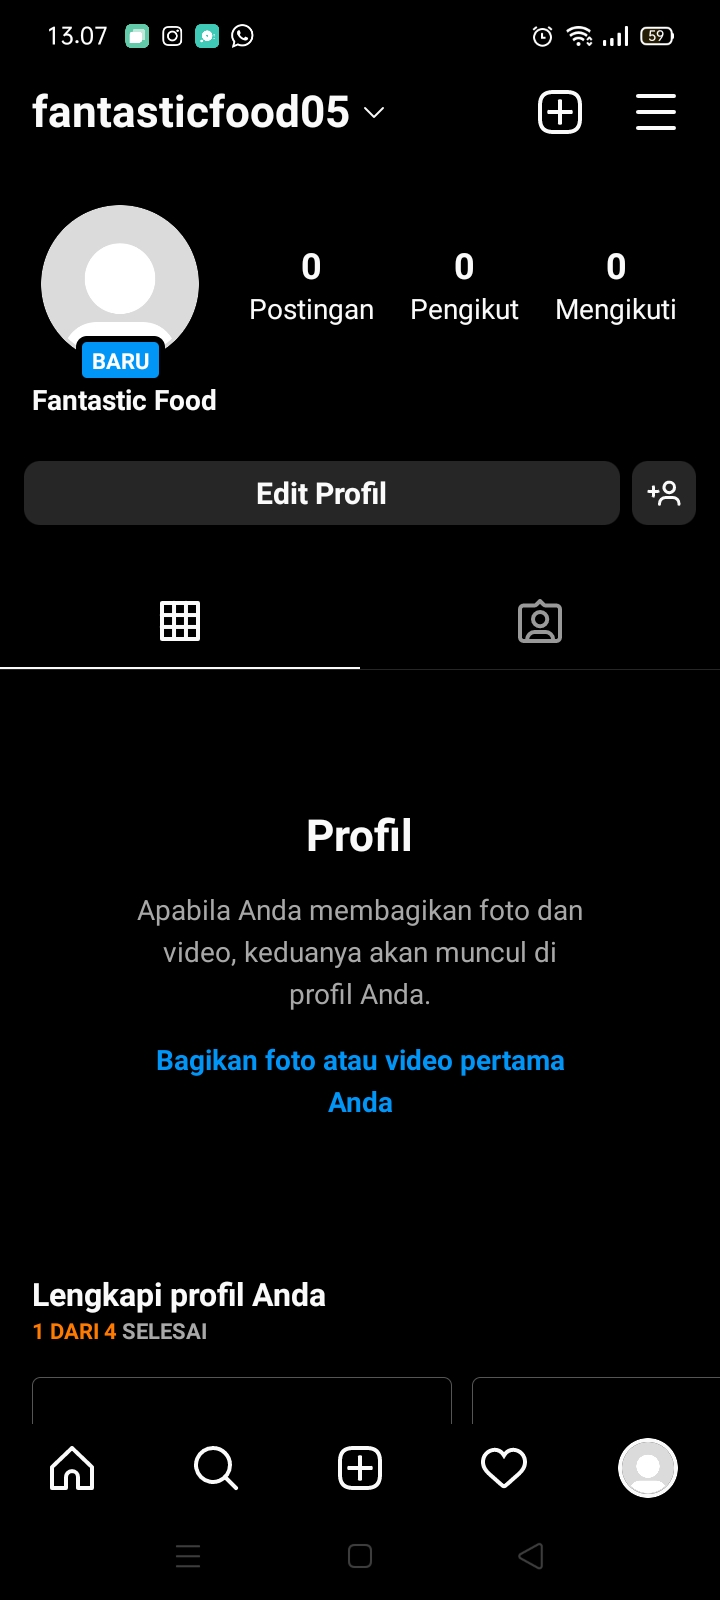 13.07
59
fantasticfood05
0 0 0
Postingan Pengikut Mengikuti
BARU
Fantastic Food
Edit Profil
Profil
Apabila Anda membagikan foto dan
video, keduanya akan muncul di
profil Anda.
Bagikan foto atau video pertama
Anda
Lengkapi profil Anda
1 DARI 4 SELESAI